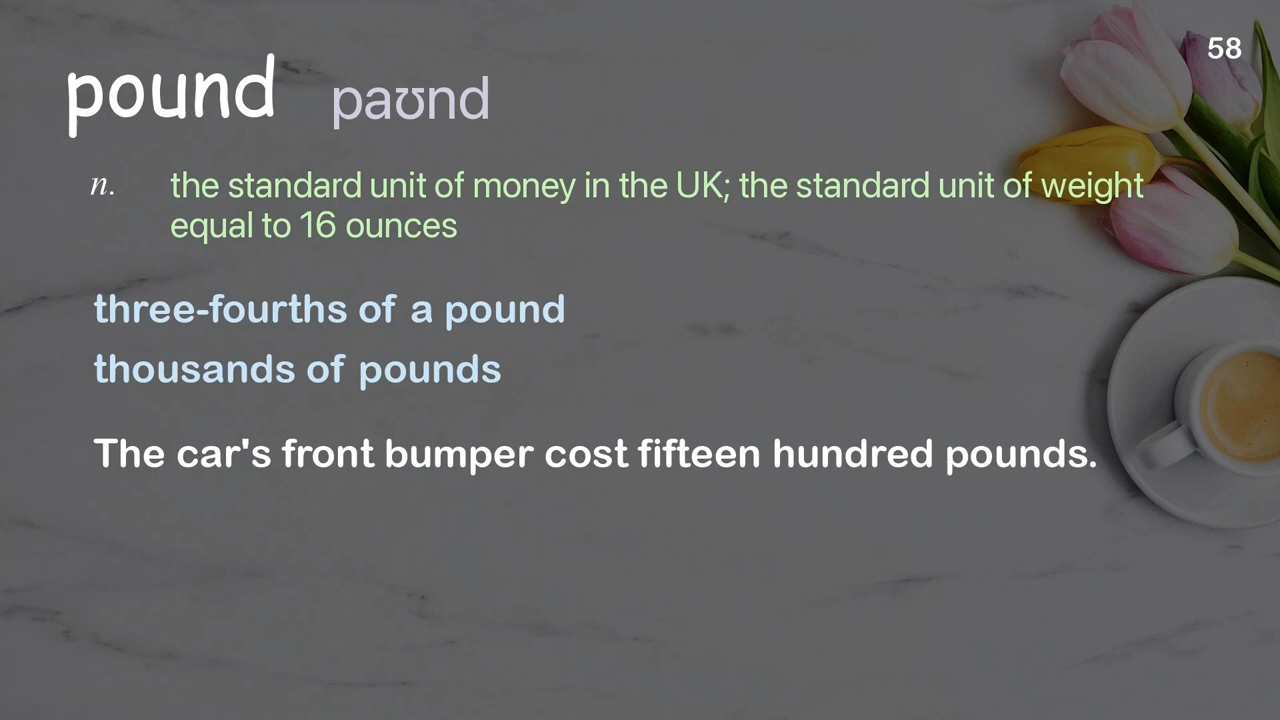 58
pound paʊnd
n. the standard unit of money in the UK; the standard unit of weight
equal to 16 ounces
three-fourths of a pound
thousands of pounds
The car's front bumper cost fifteen hundred pounds.